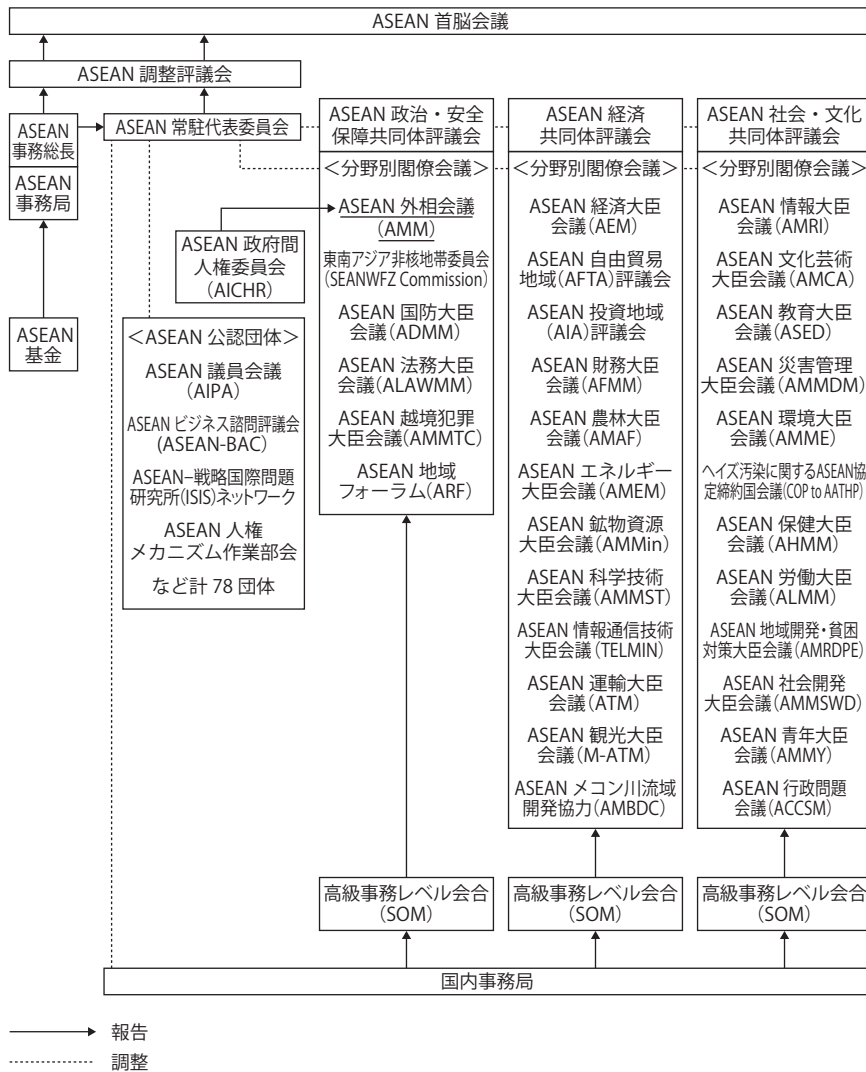 ASEAN 首脳会議
ASEAN 調整評議会
ASEAN
事務総長
ASEAN
事務局
ASEAN
基金
ASEAN 常駐代表委員会
ASEAN 政府間
人権委員会
(AICHR)
<ASEAN 公認団体>
ASEAN 議員会議
(AIPA)
ASEAN ビジネス諮問評議会
(ASEAN-BAC)
ASEAN–戦略国際問題
研究所(ISIS)ネットワーク
ASEAN 人権
メカニズム作業部会
など計 78 団体
ASEAN 政治・安全
保障共同体評議会
<分野別閣僚会議>
ASEAN 外相会議
(AMM)
東南アジア非核地帯委員会
(SEANWFZ Commission)
ASEAN 国防大臣
会議(ADMM)
ASEAN 法務大臣
会議(ALAWMM)
ASEAN 越境犯罪
大臣会議(AMMTC)
ASEAN 地域
フォーラム(ARF)
高級事務レベル会合
(SOM)
ASEAN 経済
共同体評議会
<分野別閣僚会議>
ASEAN 経済大臣
会議(AEM)
ASEAN 自由貿易
地域(AFTA)評議会
ASEAN 投資地域
(AIA)評議会
ASEAN 財務大臣
会議(AFMM)
ASEAN 農林大臣
会議(AMAF)
ASEAN エネルギー
大臣会議(AMEM)
ASEAN 鉱物資源
大臣会議(AMMin)
ASEAN 科学技術
大臣会議(AMMST)
ASEAN 情報通信技術
大臣会議(TELMIN)
ASEAN 運輸大臣
会議(ATM)
ASEAN 観光大臣
会議(M-ATM)
ASEAN メコン川流域
開発協力(AMBDC)
高級事務レベル会合
(SOM)
ASEAN 社会・文化
共同体評議会
<分野別閣僚会議>
ASEAN 情報大臣
会議(AMRI)
ASEAN 文化芸術
大臣会議(AMCA)
ASEAN 教育大臣
会議(ASED)
ASEAN 災害管理
大臣会議(AMMDM)
ASEAN 環境大臣
会議(AMME)
ヘイズ汚染に関するASEAN協
定締約国会議(COP to AATHP)
ASEAN 保健大臣
会議(AHMM)
ASEAN 労働大臣
会議(ALMM)
ASEAN 地域開発・貧困
対策大臣会議(AMRDPE)
ASEAN 社会開発
大臣会議(AMMSWD)
ASEAN 青年大臣
会議(AMMY)
ASEAN 行政問題
会議(ACCSM)
高級事務レベル会合
(SOM)
国内事務局
報告
調整